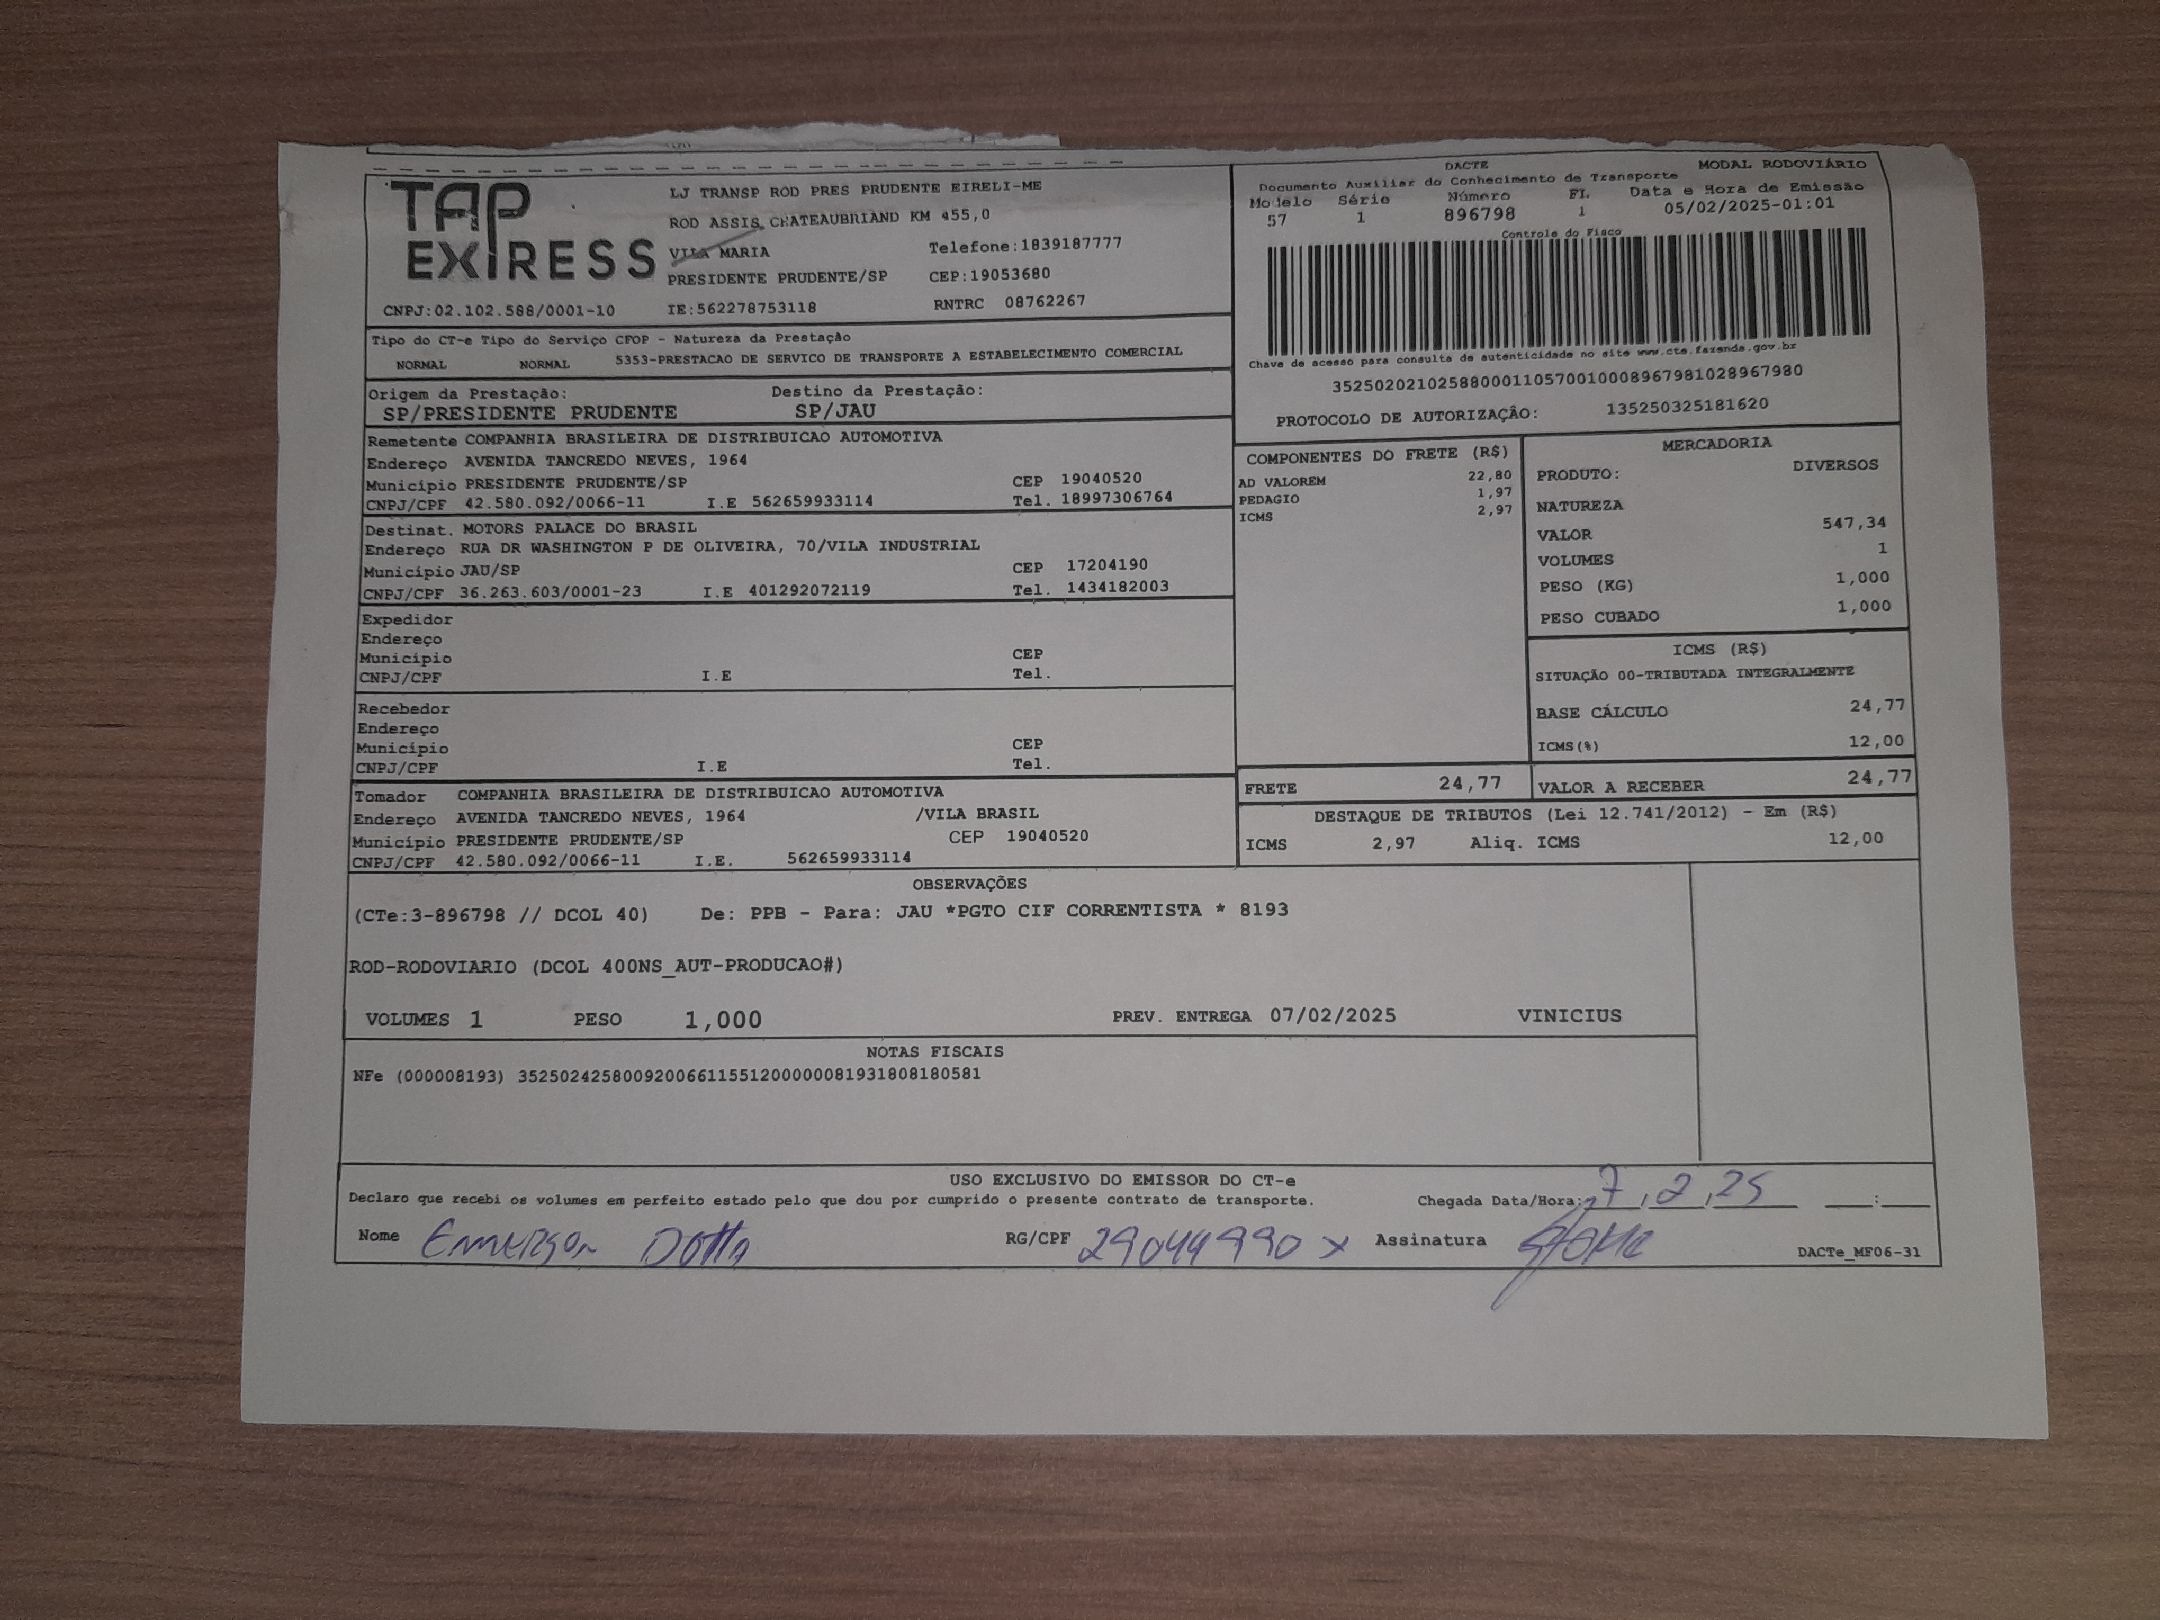 TAP EXPRESS
LJ TRANSP ROD PRES PRUDENTE EIRELI-ME
ROD ASSIS CHATEAUBRIAND KM 455,0
VILA MARIA Telefone:1839187777
PRESIDENTE PRUDENTE/SP CEP:19053680
CNPJ:02.102.588/0001-10 IE:562278753118 RNTRC 08762267
DACTE MODAL RODOVIÁRIO
Documento Auxiliar do Conhecimento de Transporte
Modelo Série Número FL Data e Hora de Emissão
57 1 896798 1 05/02/2025-01:01
Controle do Fisco
Chave de acesso para consulta de autenticidade no site www.cte.fazenda.gov.br
35250202102588000110570010008967981028967980
PROTOCOLO DE AUTORIZAÇÃO: 135250325181620
Tipo do CT-e Tipo do Serviço CFOP - Natureza da Prestação
NORMAL NORMAL 5353-PRESTACAO DE SERVICO DE TRANSPORTE A ESTABELECIMENTO COMERCIAL
Origem da Prestação: Destino da Prestação:
SP/PRESIDENTE PRUDENTE SP/JAU
Remetente COMPANHIA BRASILEIRA DE DISTRIBUICAO AUTOMOTIVA
Endereço AVENIDA TANCREDO NEVES, 1964
Município PRESIDENTE PRUDENTE/SP CEP 19040520
CNPJ/CPF 42.580.092/0066-11 I.E 562659933114 Tel. 18997306764
Destinat. MOTORS PALACE DO BRASIL
Endereço RUA DR WASHINGTON P DE OLIVEIRA, 70/VILA INDUSTRIAL
Município JAU/SP CEP 17204190
CNPJ/CPF 36.263.603/0001-23 I.E 401292072119 Tel. 1434182003
Expedidor
Endereço
Município CEP
CNPJ/CPF I.E Tel.
Recebedor
Endereço
Município CEP
CNPJ/CPF I.E Tel.
Tomador COMPANHIA BRASILEIRA DE DISTRIBUICAO AUTOMOTIVA
Endereço AVENIDA TANCREDO NEVES, 1964 /VILA BRASIL
Município PRESIDENTE PRUDENTE/SP CEP 19040520
CNPJ/CPF 42.580.092/0066-11 I.E. 562659933114
COMPONENTES DO FRETE (R$)
AD VALOREM 22,80
PEDAGIO 1,97
ICMS 2,97
MERCADORIA
PRODUTO: DIVERSOS
NATUREZA
VALOR 547,34
VOLUMES 1
PESO (KG) 1,000
PESO CUBADO 1,000
ICMS (R$)
SITUAÇÃO 00-TRIBUTADA INTEGRALMENTE
BASE CÁLCULO 24,77
ICMS(%) 12,00
FRETE 24,77 VALOR A RECEBER 24,77
DESTAQUE DE TRIBUTOS (Lei 12.741/2012) - Em (R$)
ICMS 2,97 Aliq. ICMS 12,00
OBSERVAÇÕES
(CTe:3-896798 // DCOL 40) De: PPB - Para: JAU *PGTO CIF CORRENTISTA * 8193
ROD-RODOVIARIO (DCOL 400NS_AUT-PRODUCAO#)
VOLUMES 1 PESO 1,000 PREV. ENTREGA 07/02/2025 VINICIUS
NOTAS FISCAIS
NFe (000008193) 35250242580092006611551200000081931808180581
USO EXCLUSIVO DO EMISSOR DO CT-e
Declaro que recebi os volumes em perfeito estado pelo que dou por cumprido o presente contrato de transporte. Chegada Data/Hora: 7,2,25 :
Nome Emerson Dotta RG/CPF 29044990 x Assinatura
DACTe_MF06-31